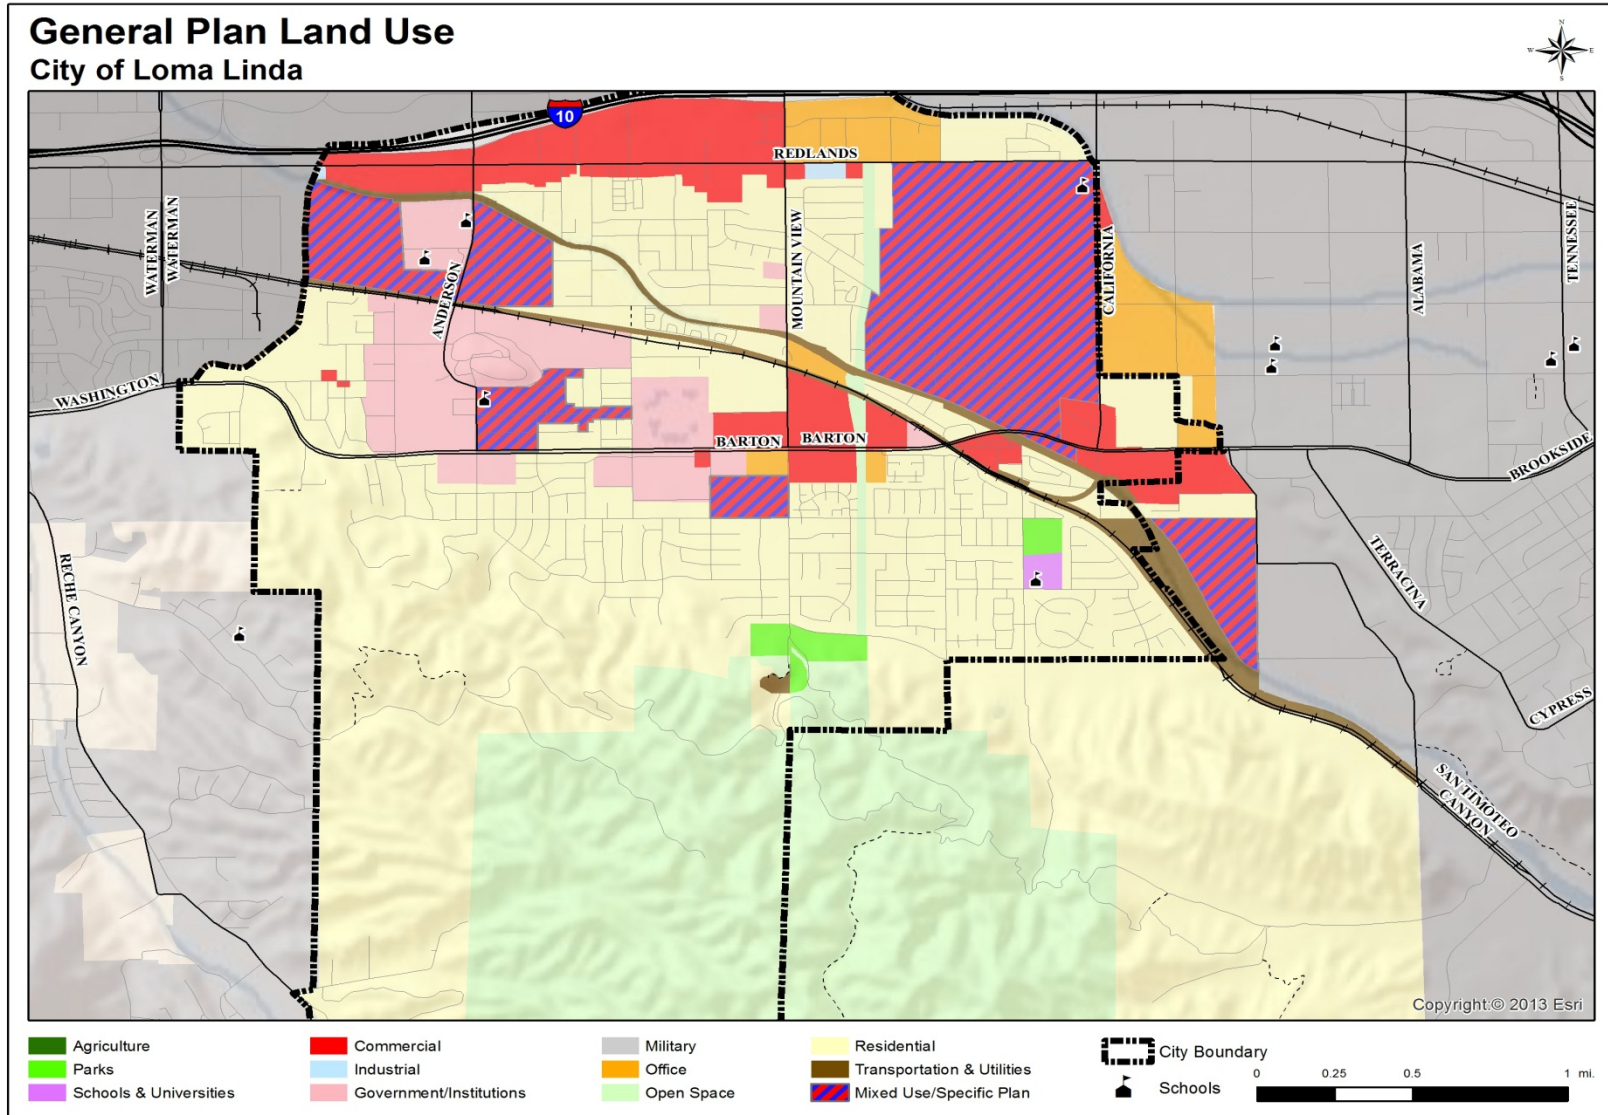 General Plan Land Use
City of Loma Linda
N
W
E
S
10
REDLANDS
WATERMAN
WATERMAN
ANDERSON
MOUNTAIN VIEW
CALIFORNIA
ALABAMA
TENNESSEE
WASHINGTON
BARTON
BARTON
BROOKSIDE
RECHE CANYON
TERRACINA
CYPRESS
SAN TIMOTEO
CANYON
Copyright:© 2013 Esri
Agriculture
Parks
Schools & Universities
Commercial
Industrial
Government/Institutions
Military
Office
Open Space
Residential
Transportation & Utilities
Mixed Use/Specific Plan
City Boundary
Schools
0 0.25 0.5 1 mi.